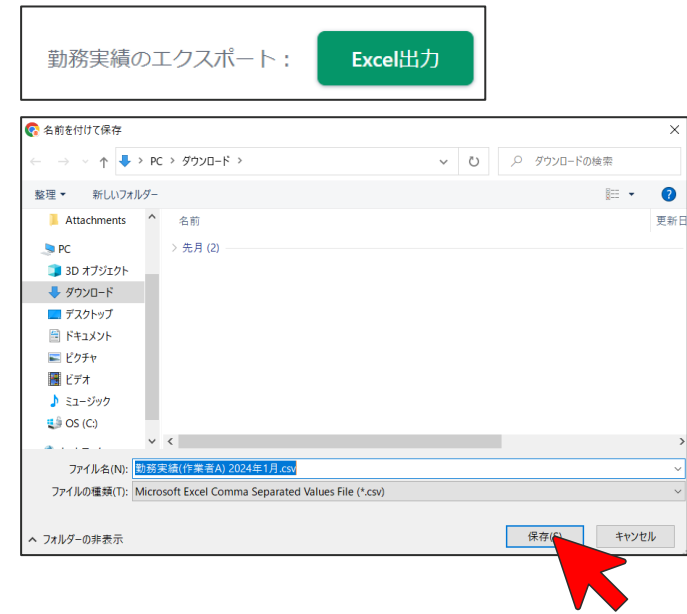 勤務実績のエクスポート： Excel出力
名前を付けて保存
PC > ダウンロード > ダウンロードの検索
整理 新しいフォルダー
Attachments
名前 更新日
PC
先月 (2)
3D オブジェクト
ダウンロード
デスクトップ
ドキュメント
ピクチャ
ビデオ
ミュージック
OS (C:)
ファイル名(N): 勤務実績(作業者A) 2024年1月.csv
ファイルの種類(T): Microsoft Excel Comma Separated Values File (*.csv)
フォルダーの非表示 保存(S) キャンセル